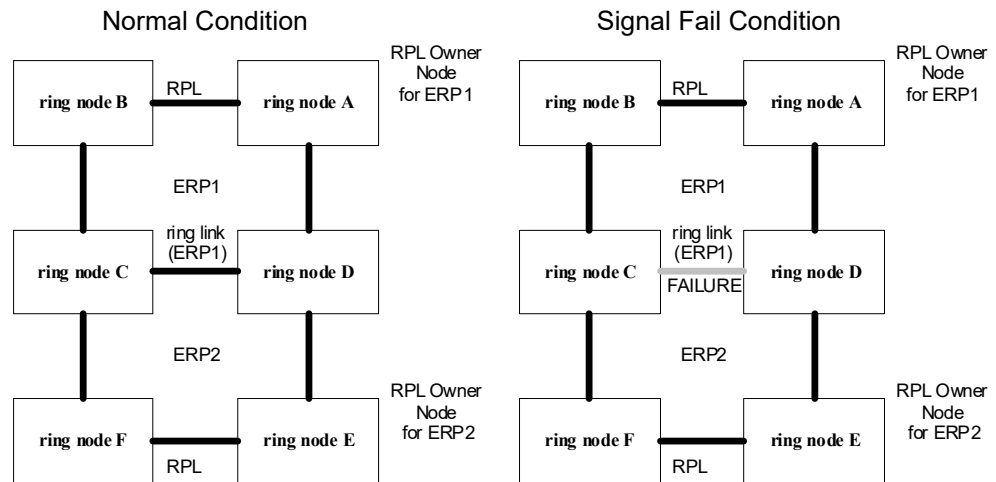 Normal Condition
RPL Owner
Node
for ERP1
ring node B
RPL
ring node A
ERP1
ring link
(ERP1)
ring node C
ring node D
ERP2
RPL Owner
Node
for ERP2
ring node F
RPL
ring node E
Signal Fail Condition
RPL Owner
Node
for ERP1
ring node B
RPL
ring node A
ERP1
ring link
(ERP1)
ring node C
FAILURE
ring node D
ERP2
RPL Owner
Node
for ERP2
ring node F
RPL
ring node E